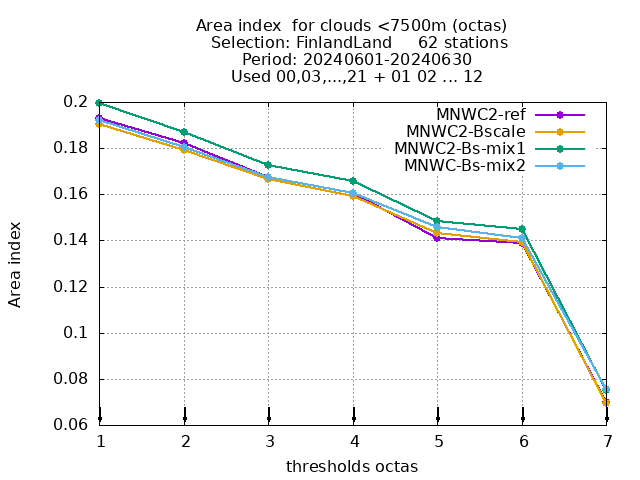 Area index  for clouds <7500m (octas)
Selection: FinlandLand     62 stations
Period: 20240601-20240630
Used 00,03,...,21 + 01 02 ... 12
MNWC2-ref
MNWC2-Bscale
MNWC2-Bs-mix1
MNWC-Bs-mix2
0.2
0.18
0.16
0.14
0.12
0.1
0.08
0.06
Area index
1 2 3 4 5 6 7
thresholds octas